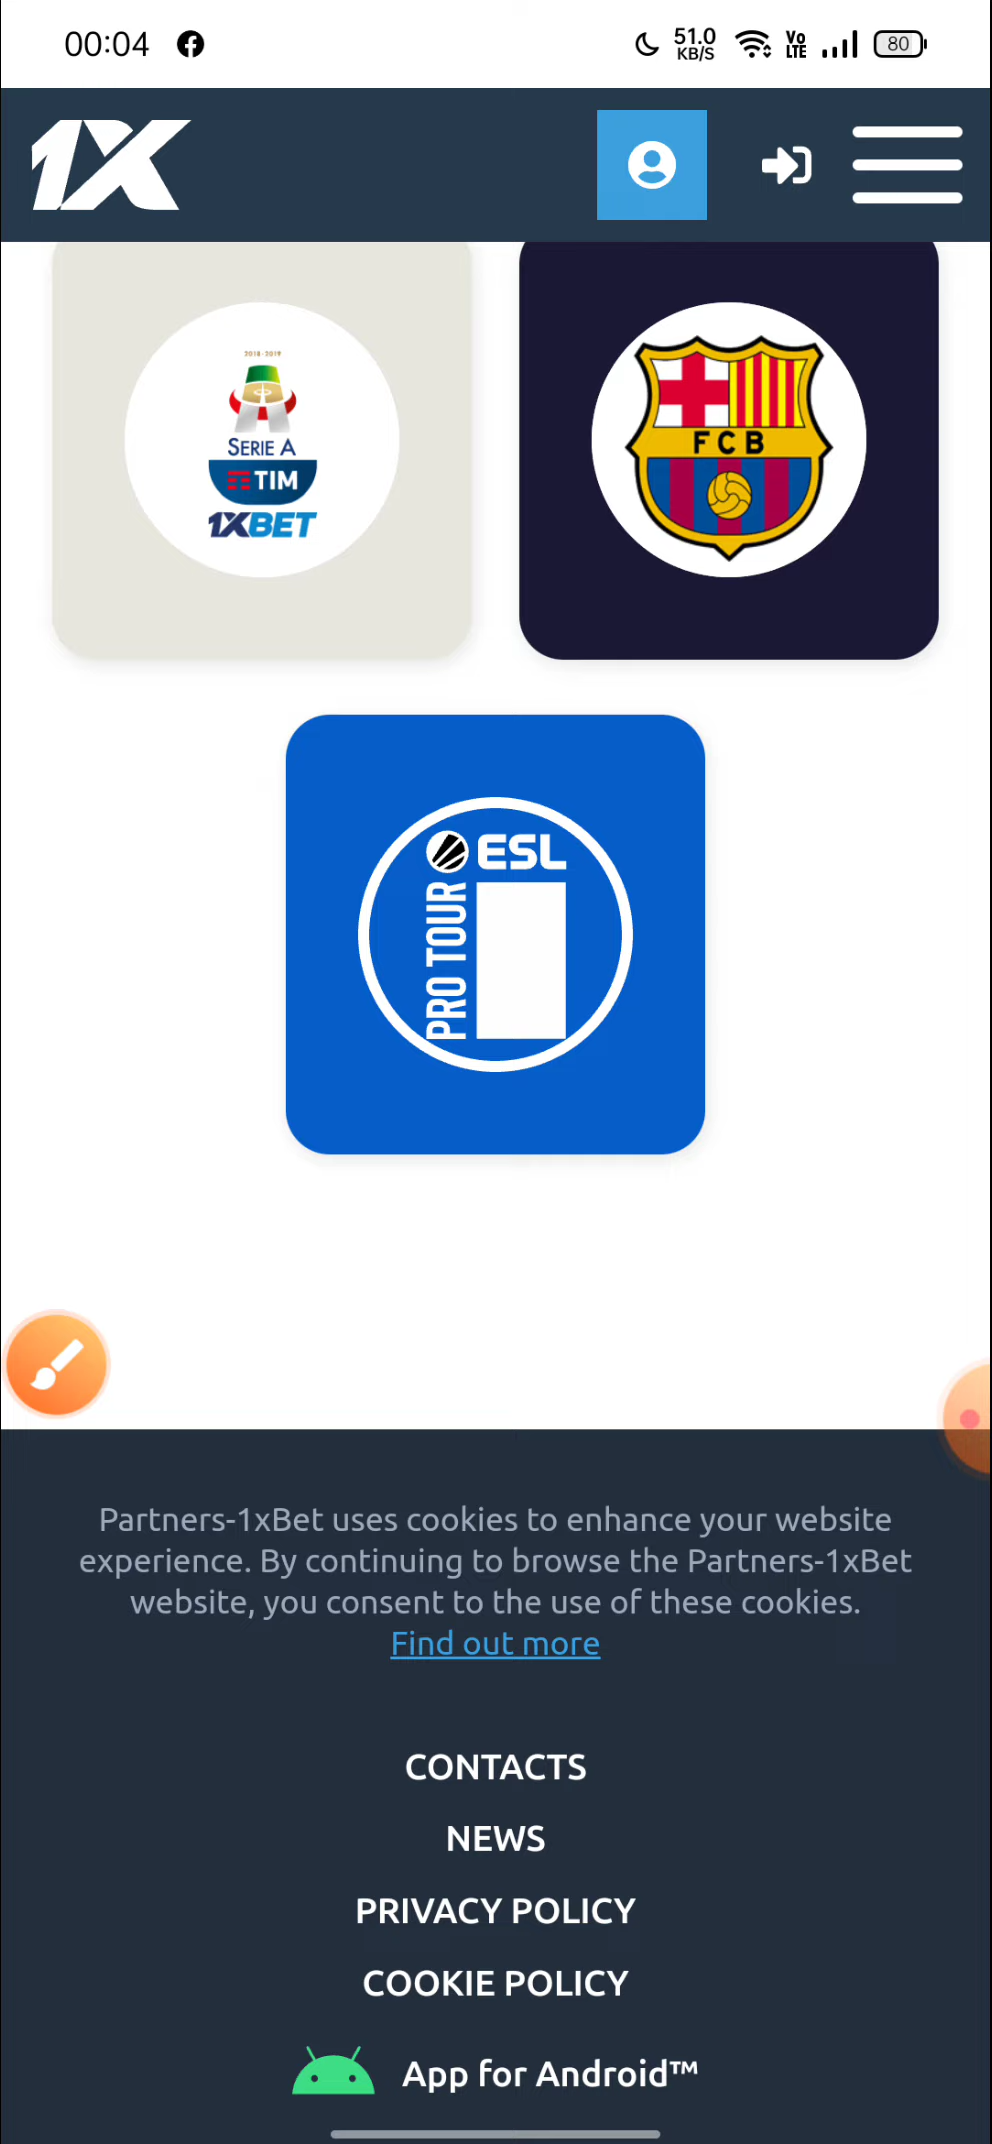 00:04
51.0
KB/S
Vo
LTE
80
1X
2018-2019
SERIE A
TIM
1XBET
FCB
ESL
PRO TOUR
Partners-1xBet uses cookies to enhance your website
experience. By continuing to browse the Partners-1xBet
website, you consent to the use of these cookies.
Find out more
CONTACTS
NEWS
PRIVACY POLICY
COOKIE POLICY
App for Android™